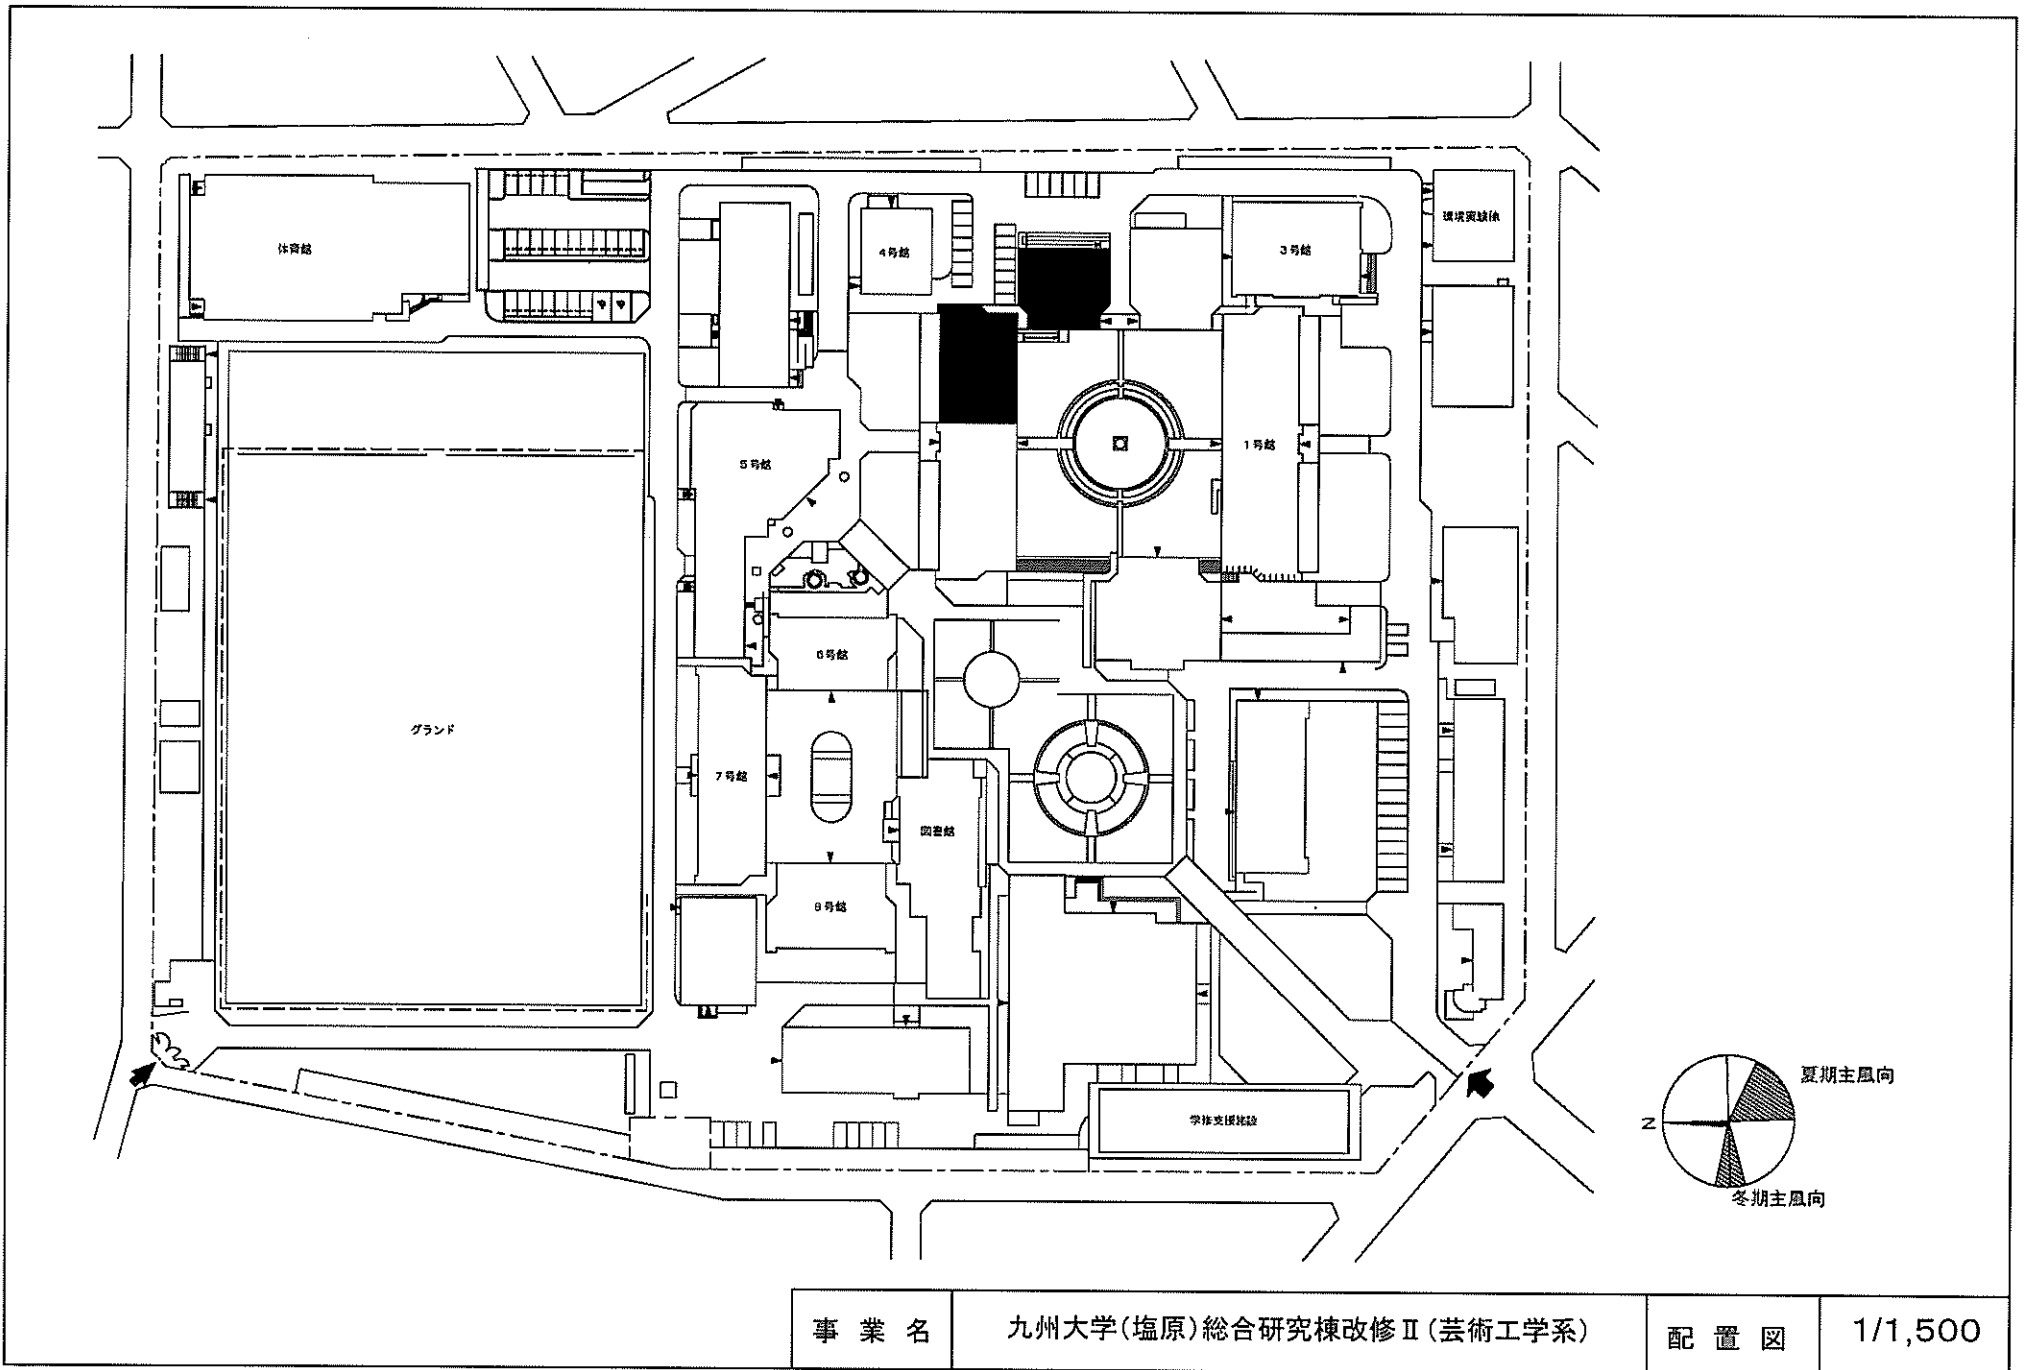 環境実験棟
体育館
4号館
3号館
5号館
1号館
6号館
グランド
7号館
図書館
8号館
学修支援施設
夏期主風向
N
冬期主風向
事業名
九州大学(塩原)総合研究棟改修Ⅱ(芸術工学系)
配置図
1/1,500